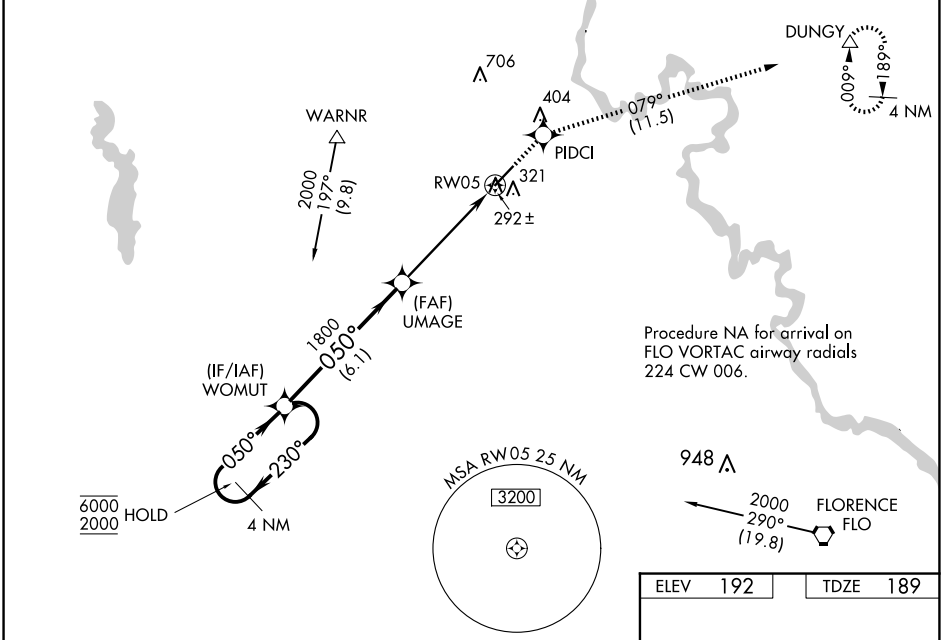 DUNGY
009°
189°
4 NM
706
404
079°
(11.5)
PIDCI
WARNR
2000
197°
(9.8)
RW05
321
292±
(FAF)
UMAGE
1800
050°
(6.1)
Procedure NA for arrival on
FLO VORTAC airway radials
224 CW 006.
(IF/IAF)
WOMUT
050°
230°
6000
2000
HOLD
4 NM
MSA RW05 25 NM
3200
948
2000
290°
(19.8)
FLORENCE
FLO
ELEV 192
TDZE 189